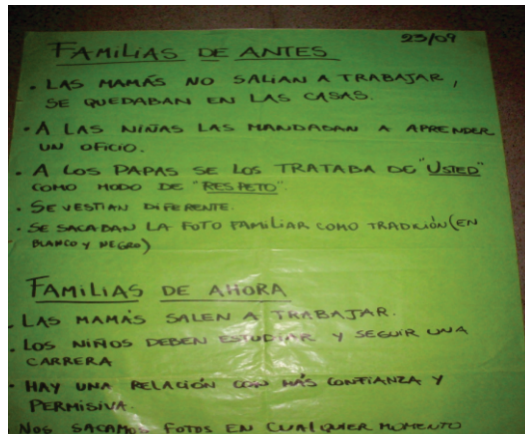 23/09
FAMILIAS DE ANTES
• LAS MAMÁS NO SALIAN A TRABAJAR,
SE QUEDABAN EN LAS CASAS.
• A LAS NIÑAS LAS MANDABAN A APRENDER
UN OFICIO.
• A LOS PAPAS SE LOS TRATABA DE "USTED"
COMO MODO DE "RESPETO".
• SE VESTIAN DIFERENTE.
• SE SACABAN LA FOTO FAMILIAR COMO TRADICIÓN (EN
BLANCO Y NEGRO)
FAMILIAS DE AHORA
. LAS MAMÁS SALEN A TRABAJAR.
. LOS NIÑOS DEBEN ESTUDIAR Y SEGUIR UNA
CARRERA
• HAY UNA RELACIÓN CON MÁS CONFIANZA Y
PERMISIVA.
NOS SACAMOS FOTOS EN CUALQUIER MOMENTO